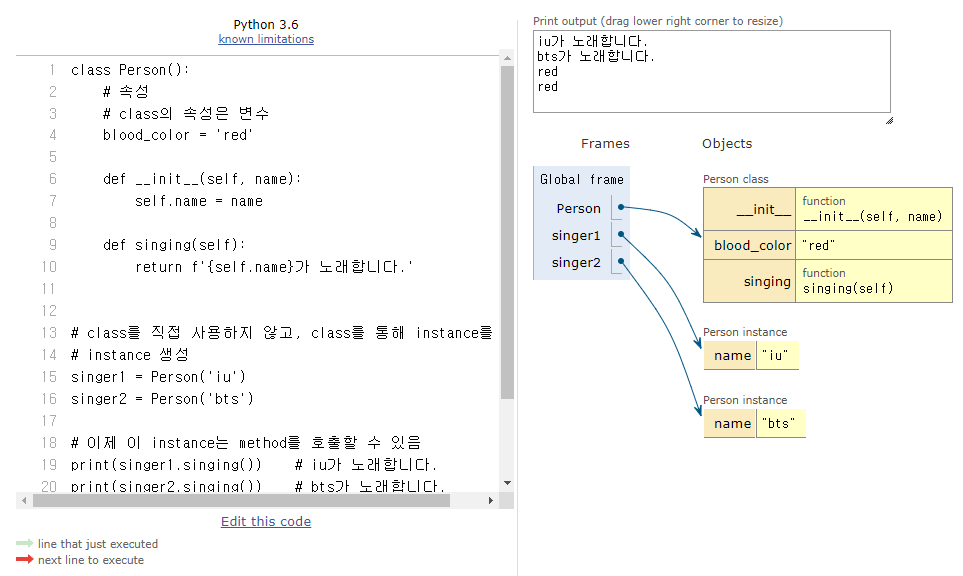 Python 3.6
known limitations
1 class Person():
2     # 속성
3     # class의 속성은 변수
4     blood_color = 'red'
5
6     def __init__(self, name):
7         self.name = name
8
9     def singing(self):
10         return f'{self.name}가 노래합니다.'
11
12
13 # class를 직접 사용하지 않고, class를 통해 instance를
14 # instance 생성
15 singer1 = Person('iu')
16 singer2 = Person('bts')
17
18 # 이제 이 instance는 method를 호출할 수 있음
19 print(singer1.singing())    # iu가 노래합니다.
20 print(singer2.singing())    # bts가 노래합니다.
Edit this code
line that just executed
next line to execute
Print output (drag lower right corner to resize)
iu가 노래합니다.
bts가 노래합니다.
red
red
Frames
Objects
Global frame
Person
singer1
singer2
Person class
__init__
function
__init__(self, name)
blood_color "red"
singing
function
singing(self)
Person instance
name "iu"
Person instance
name "bts"